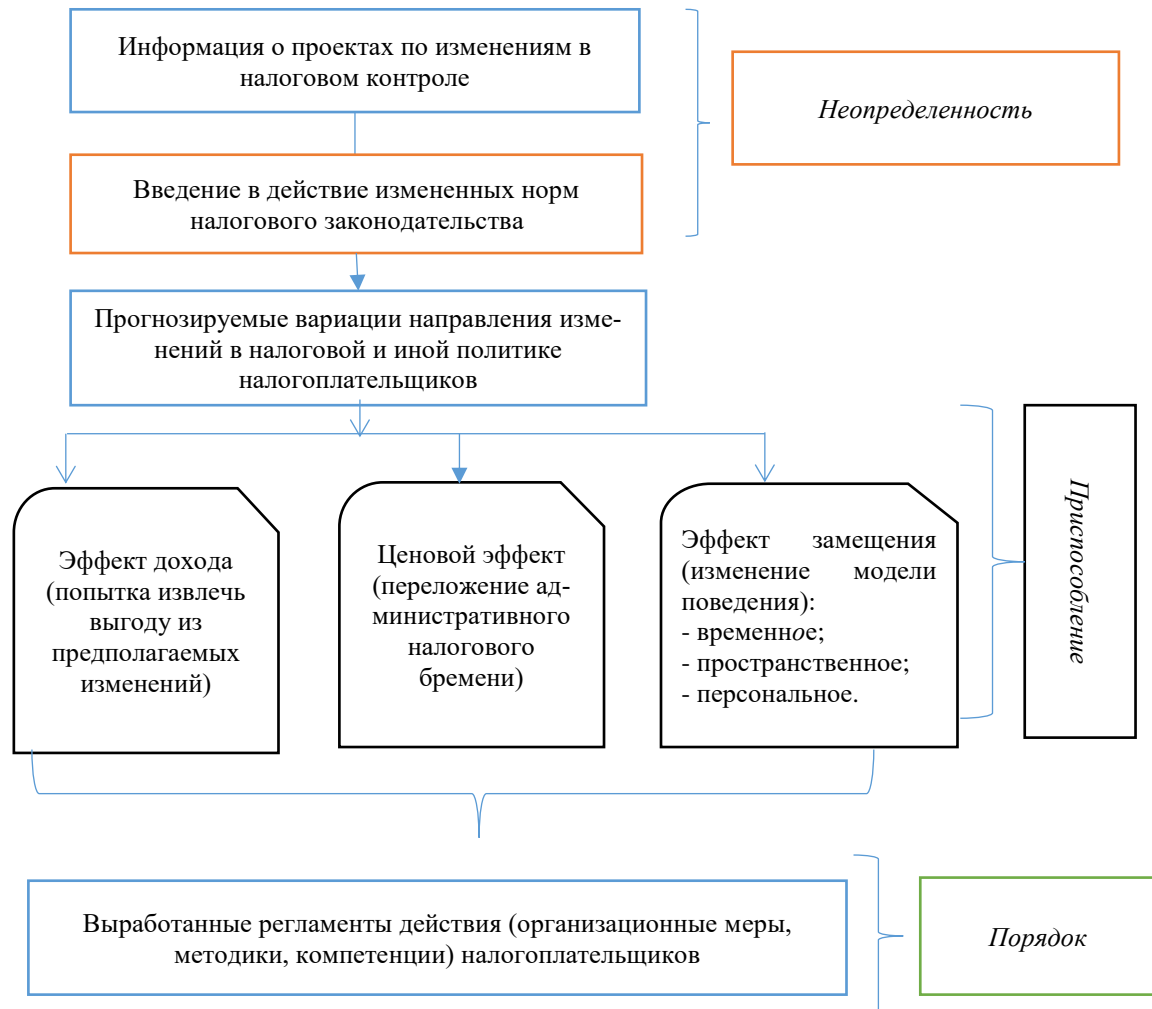 Информация о проектах по изменениям в
налоговом контроле
Неопределенность
Введение в действие измененных норм
налогового законодательства
Прогнозируемые вариации направления изме-
нений в налоговой и иной политике
налогоплательщиков
Эффект дохода
(попытка извлечь
выгоду из
предполагаемых
изменений)
Ценовой эффект
(переложение ад-
министративного
налогового
бремени)
Эффект замещения
(изменение модели
поведения):
- временное;
- пространственное;
- персональное.
Приспособление
Выработанные регламенты действия (организационные меры,
методики, компетенции) налогоплательщиков
Порядок